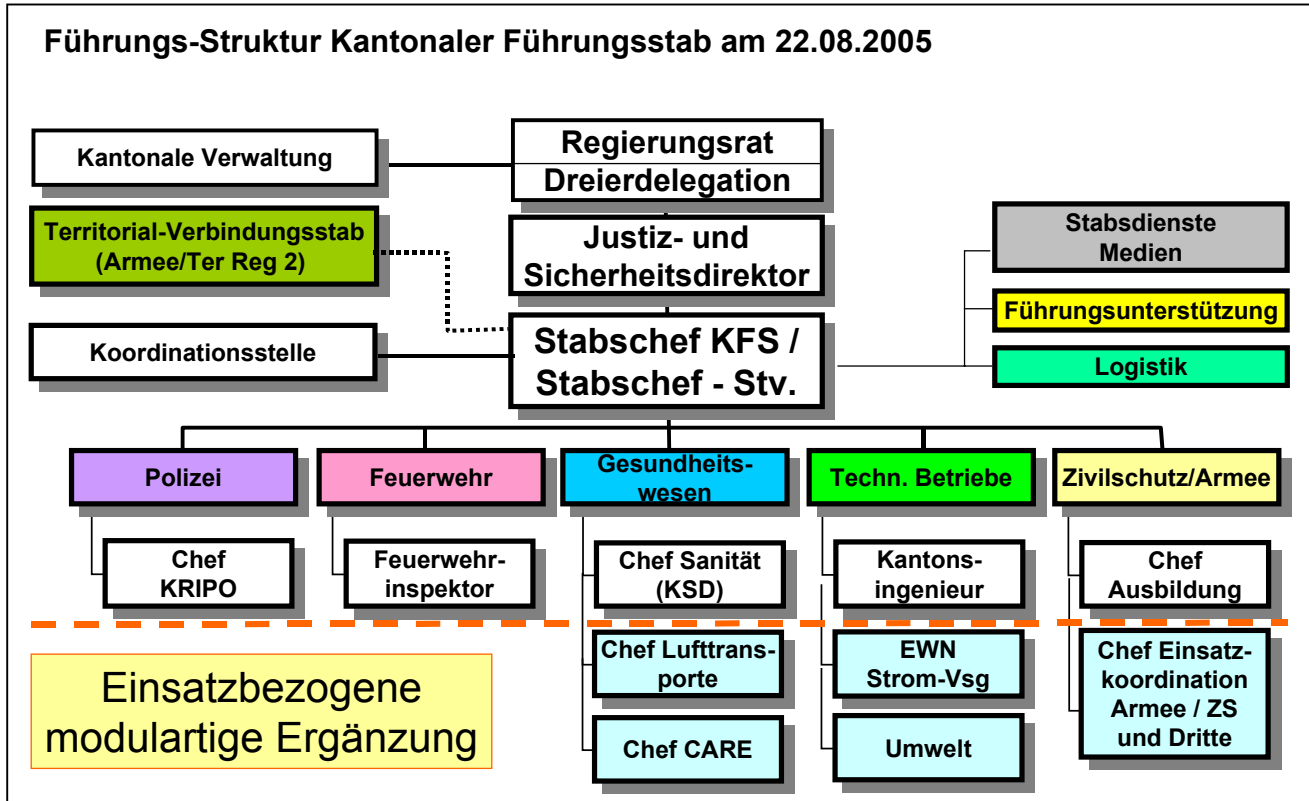 Führungs-Struktur Kantonaler Führungsstab am 22.08.2005
Kantonale Verwaltung
Regierungsrat
Dreierdelegation
Territorial-Verbindungsstab
(Armee/Ter Reg 2)
Justiz- und
Sicherheitsdirektor
Stabsdienste
Medien
Führungsunterstützung
Logistik
Koordinationsstelle
Stabschef KFS /
Stabschef - Stv.
Polizei
Feuerwehr
Gesundheits-
wesen
Techn. Betriebe
Zivilschutz/Armee
Chef
KRIPO
Feuerwehr-
inspektor
Chef Sanität
(KSD)
Kantons-
ingenieur
Chef
Ausbildung
Einsatzbezogene
modulartige Ergänzung
Chef Lufttrans-
porte
EWN
Strom-Vsg
Chef Einsatz-
koordination
Armee / ZS
und Dritte
Chef CARE
Umwelt